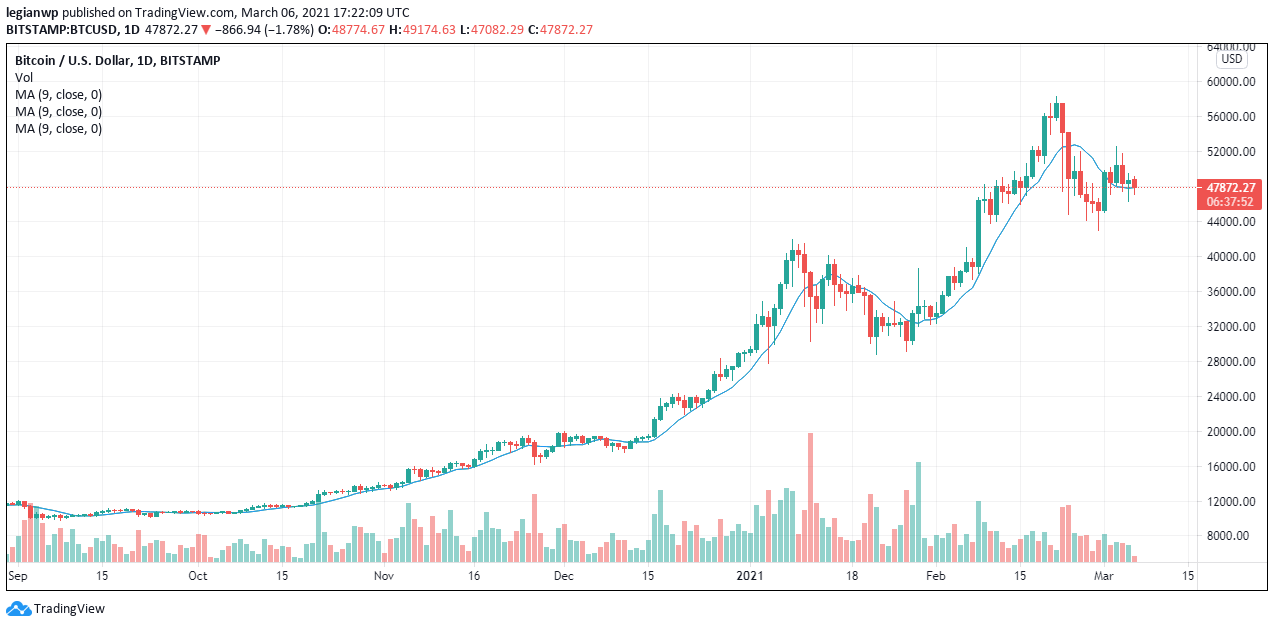 legianwp published on TradingView.com, March 06, 2021 17:22:09 UTC
BITSTAMP:BTCUSD, 1D 47872.27 ▼ −866.94 (−1.78%) O:48774.67 H:49174.63 L:47082.29 C:47872.27
Bitcoin / U.S. Dollar, 1D, BITSTAMP
Vol
MA (9, close, 0)
MA (9, close, 0)
MA (9, close, 0)
64000.00
USD
60000.00
56000.00
52000.00
47872.27
06:37:52
44000.00
40000.00
36000.00
32000.00
28000.00
24000.00
20000.00
16000.00
12000.00
8000.00
Sep 15 Oct 15 Nov 16 Dec 15 2021 18 Feb 15 Mar 15
TradingView